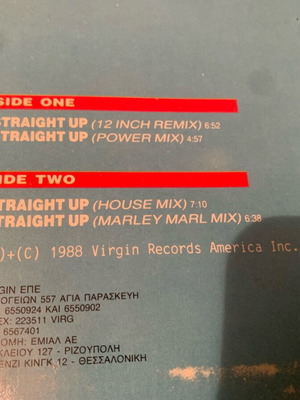 SIDE ONE
STRAIGHT UP (12 INCH REMIX) 6:52
STRAIGHT UP (POWER MIX) 4:57
SIDE TWO
STRAIGHT UP (HOUSE MIX) 7:10
STRAIGHT UP (MARLEY MARL MIX) 6:38
)+(C) 1988 Virgin Records America Inc.
GIN ΕΠΕ
ΟΓΕΙΩΝ 557 ΑΓΙΑ ΠΑΡΑΣΚΕΥΗ
6550924 ΚΑΙ 6550902
EX: 223511 VIRG
6567401
ΝΟΜΗ: ΕΜΙΑΛ ΑΕ
ΚΛΕΙΟΥ 127 - ΡΙΖΟΥΠΟΛΗ
ΕΝΖΙ ΚΙΝΓΚ 12 - ΘΕΣΣΑΛΟΝΙΚΗ